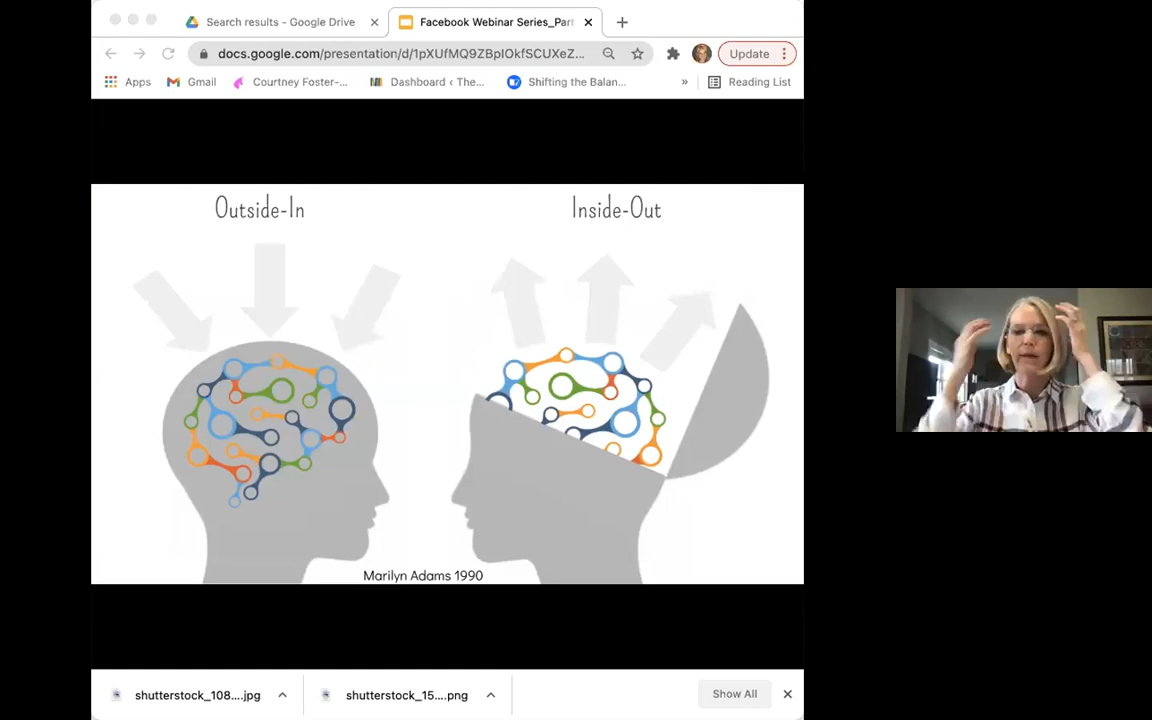 Search results - Google Drive
Facebook Webinar Series_Part
docs.google.com/presentation/d/1pXUfMQ9ZBpIOkfSCUXeZ...
Update
Apps
Gmail
Courtney Foster-...
Dashboard ‹ The...
Shifting the Balan...
»
Reading List
Outside-In
Inside-Out
Marilyn Adams 1990
shutterstock_108....jpg
shutterstock_15....png
Show All